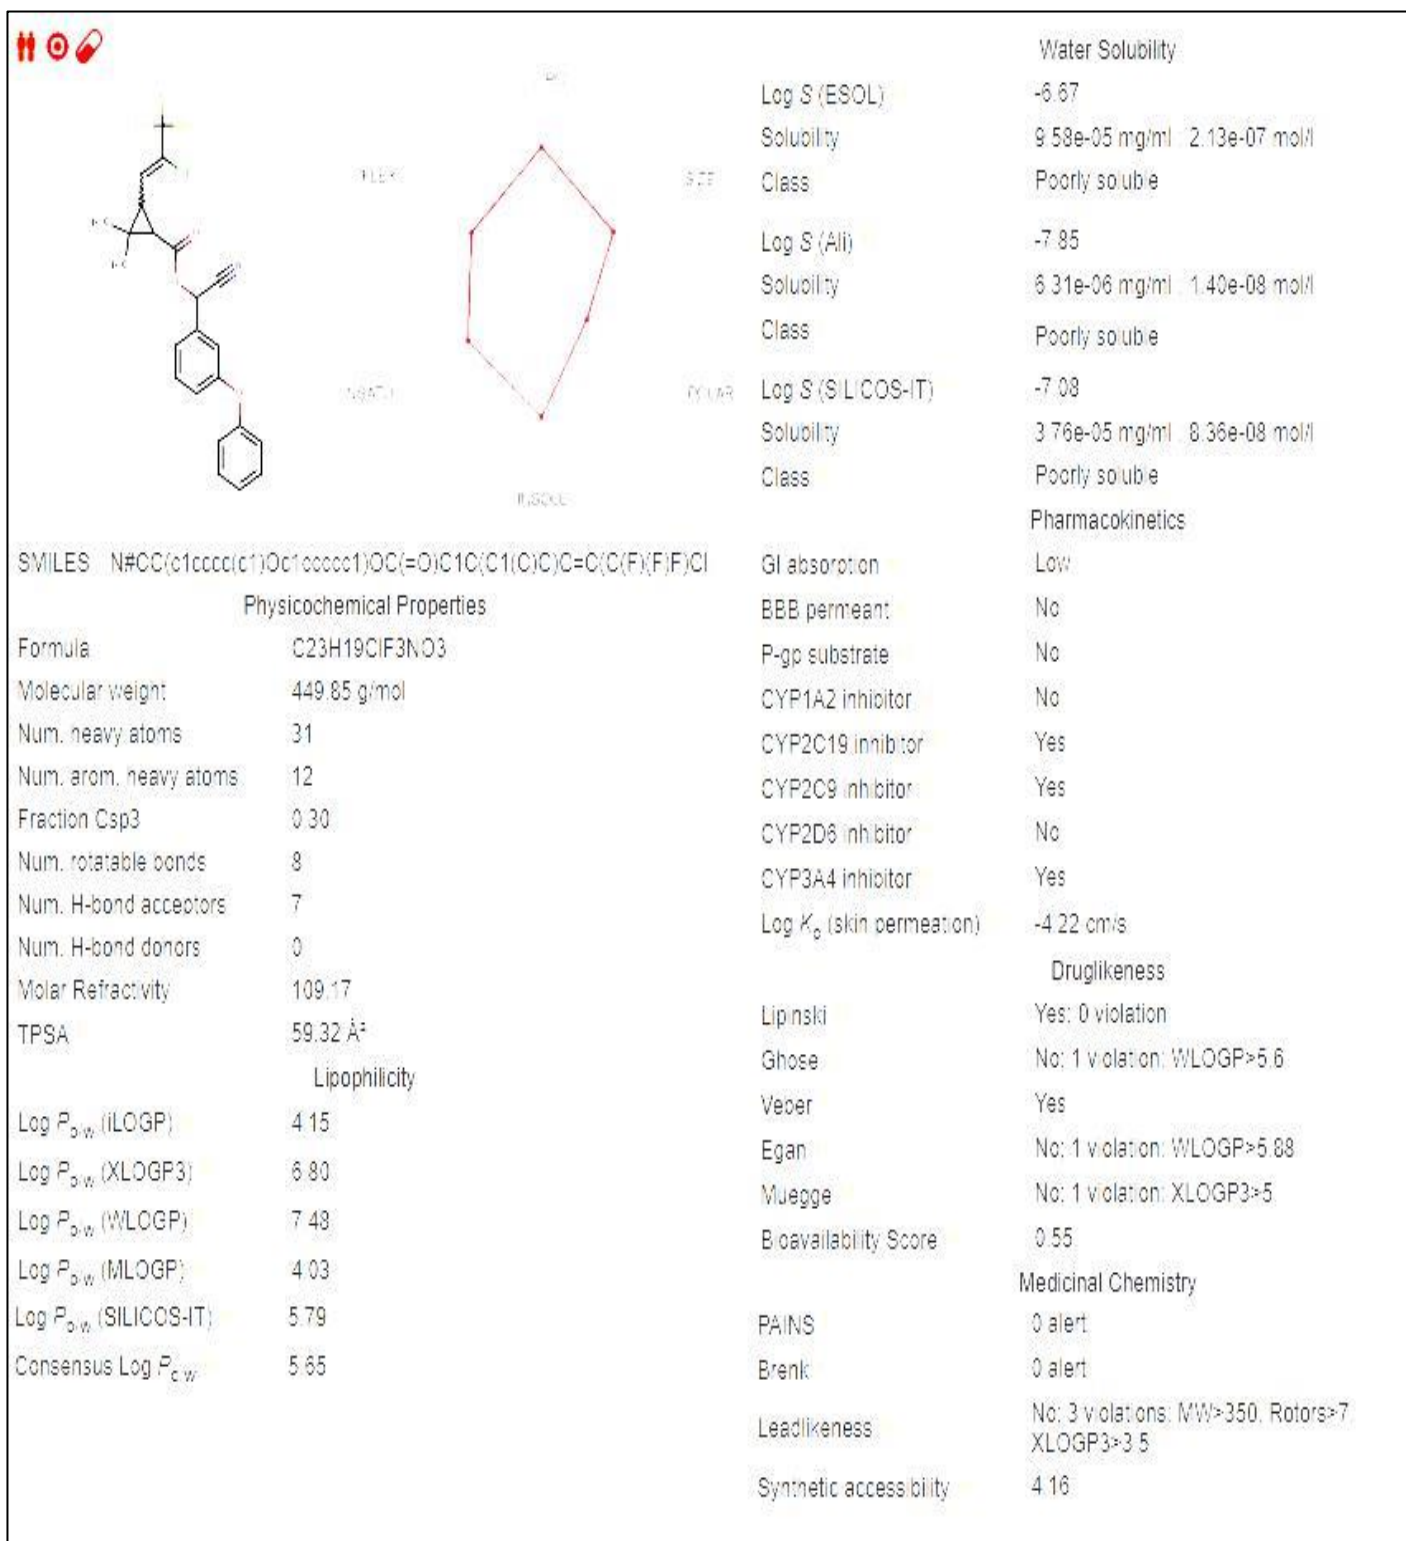 SMILES N#CC(c1cccc(c1)Oc1ccccc1)OC(=O)C1C(C1(C)C)C=C(C(F)(F)F)Cl
Physicochemical Properties
Formula C23H19ClF3NO3
Molecular weight 449.85 g/mol
Num. heavy atoms 31
Num. arom. heavy atoms 12
Fraction Csp3 0.30
Num. rotatable bonds 8
Num. H-bond acceptors 7
Num. H-bond donors 0
Molar Refractivity 109.17
TPSA 59.32 Å²
Lipophilicity
Log Po/w (iLOGP) 4.15
Log Po/w (XLOGP3) 6.80
Log Po/w (WLOGP) 7.48
Log Po/w (MLOGP) 4.03
Log Po/w (SILICOS-IT) 5.79
Consensus Log Po/w 5.65
FLEX
SIZE
INSATU
POLAR
INSOLU
Water Solubility
Log S (ESOL) -6.67
Solubility 9.58e-05 mg/ml ; 2.13e-07 mol/l
Class Poorly soluble
Log S (Ali) -7.85
Solubility 6.31e-06 mg/ml ; 1.40e-08 mol/l
Class Poorly soluble
Log S (SILICOS-IT) -7.08
Solubility 3.76e-05 mg/ml ; 8.36e-08 mol/l
Class Poorly soluble
Pharmacokinetics
GI absorption Low
BBB permeant No
P-gp substrate No
CYP1A2 inhibitor No
CYP2C19 inhibitor Yes
CYP2C9 inhibitor Yes
CYP2D6 inhibitor No
CYP3A4 inhibitor Yes
Log Kp (skin permeation) -4.22 cm/s
Druglikeness
Lipinski Yes; 0 violation
Ghose No; 1 violation: WLOGP>5.6
Veber Yes
Egan No; 1 violation: WLOGP>5.88
Muegge No; 1 violation: XLOGP3>5
Bioavailability Score 0.55
Medicinal Chemistry
PAINS 0 alert
Brenk 0 alert
Leadlikeness No; 3 violations: MW>350, Rotors>7,
XLOGP3>3.5
Synthetic accessibility 4.16